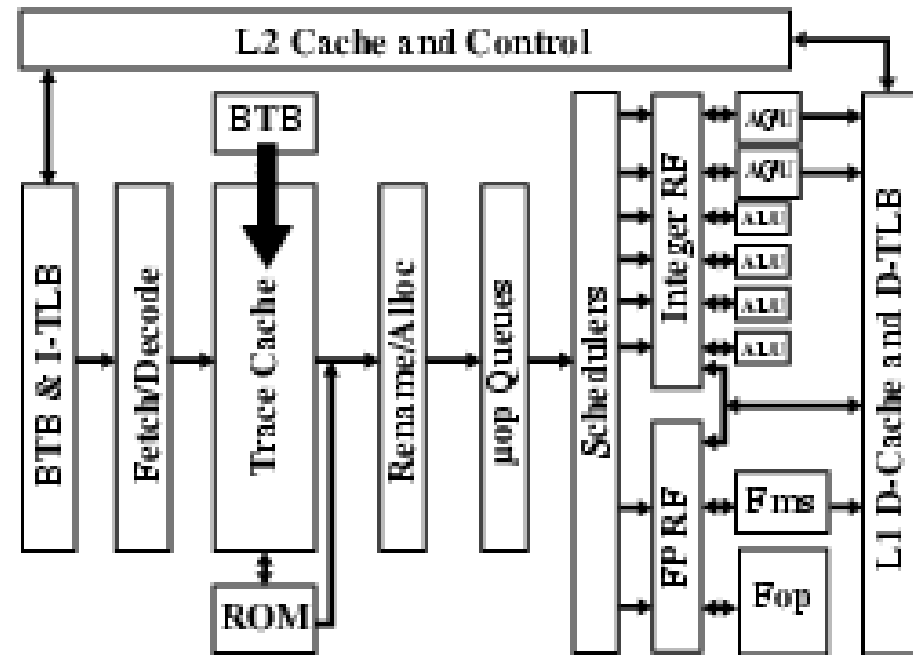 L2 Cache and Control
BTB
BTB & I-TLB
Fetch/Decode
Trace Cache
ROM
Rename/Alloc
µop Queues
Schedulers
Integer RF
FP RF
AGU
AGU
ALU
ALU
ALU
ALU
Fms
Fop
L1 D-Cache and D-TLB